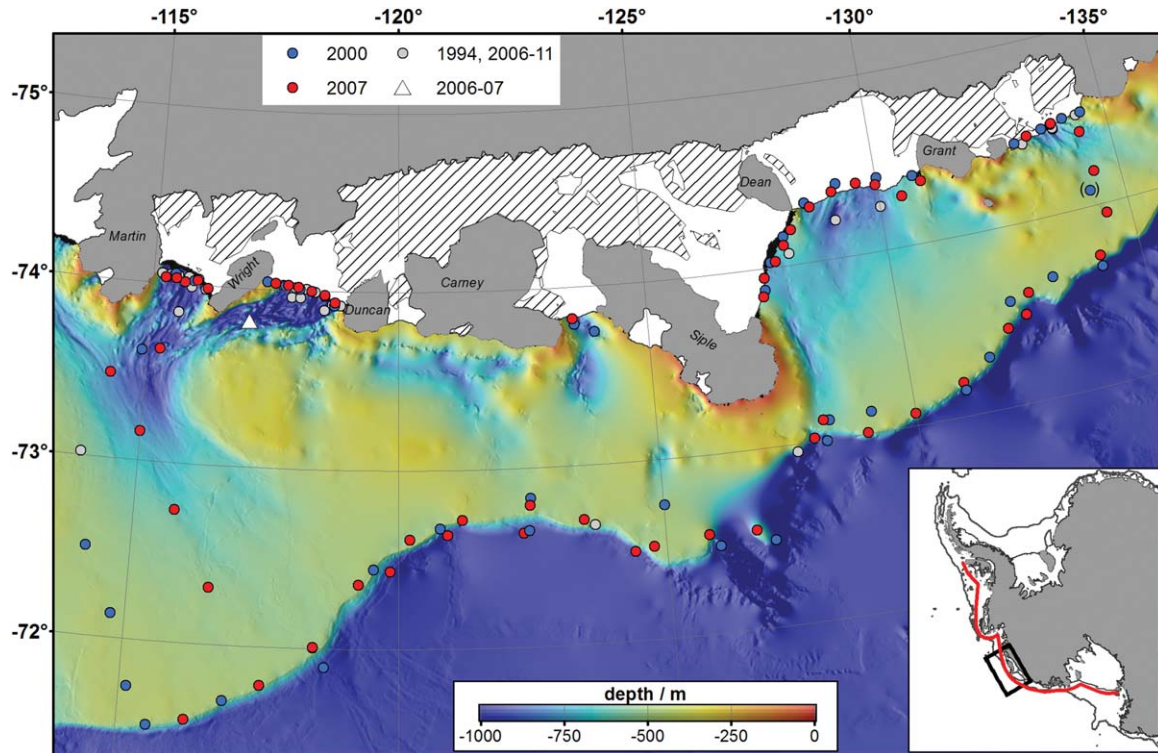 -115° -120° -125° -130° -135°
2000 1994, 2006-11
2007 2006-07
-75°
-74°
-73°
-72°
Martin
Wright
Duncan
Carney
Siple
Dean
Grant
( )
depth / m
-1000 -750 -500 -250 0